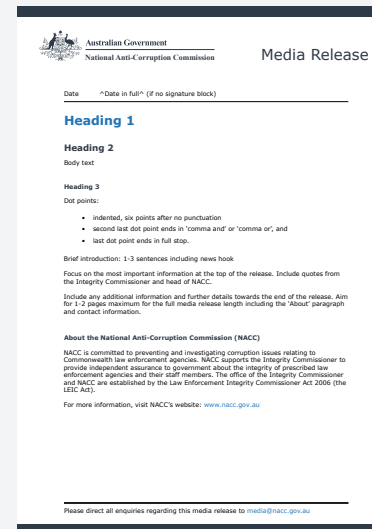 Australian Government
National Anti-Corruption Commission
Media Release
Date ^Date in full^ (if no signature block)
Heading 1
Heading 2
Body text
Heading 3
Dot points:
• indented, six points after no punctuation
• second last dot point ends in 'comma and' or 'comma or', and
• last dot point ends in full stop.
Brief introduction: 1-3 sentences including news hook
Focus on the most important information at the top of the release. Include quotes from
the Integrity Commissioner and head of NACC.
Include any additional information and further details towards the end of the release. Aim
for 1-2 pages maximum for the full media release length including the 'About' paragraph
and contact information.
About the National Anti-Corruption Commission (NACC)
NACC is committed to preventing and investigating corruption issues relating to
Commonwealth law enforcement agencies. NACC supports the Integrity Commissioner to
provide independent assurance to government about the integrity of prescribed law
enforcement agencies and their staff members. The office of the Integrity Commissioner
and NACC are established by the Law Enforcement Integrity Commissioner Act 2006 (the
LEIC Act).
For more information, visit NACC's website: www.nacc.gov.au
Please direct all enquiries regarding this media release to media@nacc.gov.au